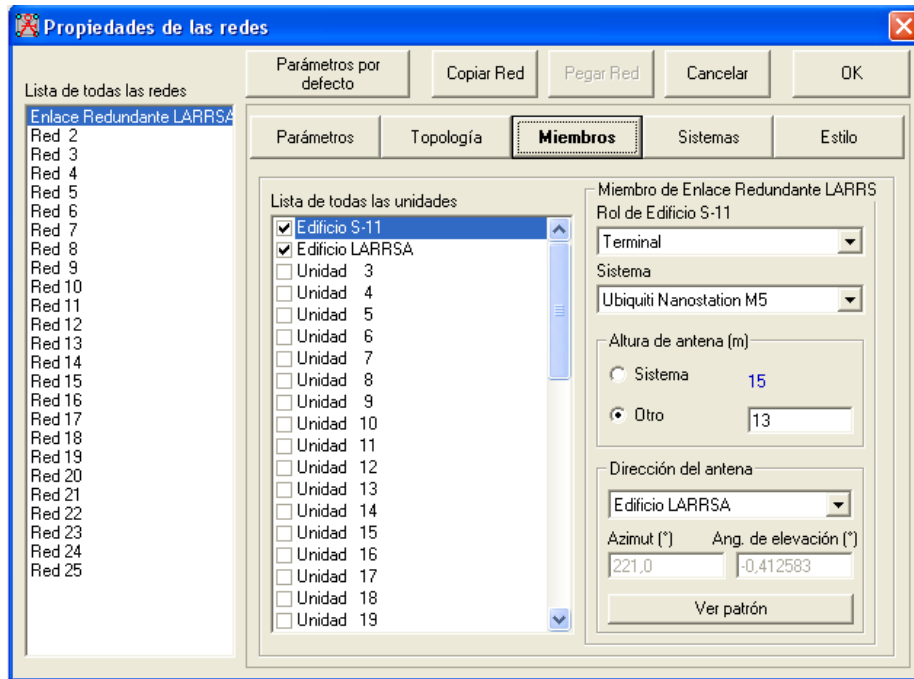 Propiedades de las redes
Parámetros por defecto
Copiar Red
Pegar Red
Cancelar
OK
Lista de todas las redes
Enlace Redundante LARRSA
Red 2
Red 3
Red 4
Red 5
Red 6
Red 7
Red 8
Red 9
Red 10
Red 11
Red 12
Red 13
Red 14
Red 15
Red 16
Red 17
Red 18
Red 19
Red 20
Red 21
Red 22
Red 23
Red 24
Red 25
Parámetros
Topología
Miembros
Sistemas
Estilo
Lista de todas las unidades
Edificio S-11
Edificio LARRSA
Unidad 3
Unidad 4
Unidad 5
Unidad 6
Unidad 7
Unidad 8
Unidad 9
Unidad 10
Unidad 11
Unidad 12
Unidad 13
Unidad 14
Unidad 15
Unidad 16
Unidad 17
Unidad 18
Unidad 19
Miembro de Enlace Redundante LARRS
Rol de Edificio S-11
Terminal
Sistema
Ubiquiti Nanostation M5
Altura de antena (m)
Sistema 15
Otro 13
Dirección del antena
Edificio LARRSA
Azimut (°) Ang. de elevación (°)
221,0 -0,412583
Ver patrón